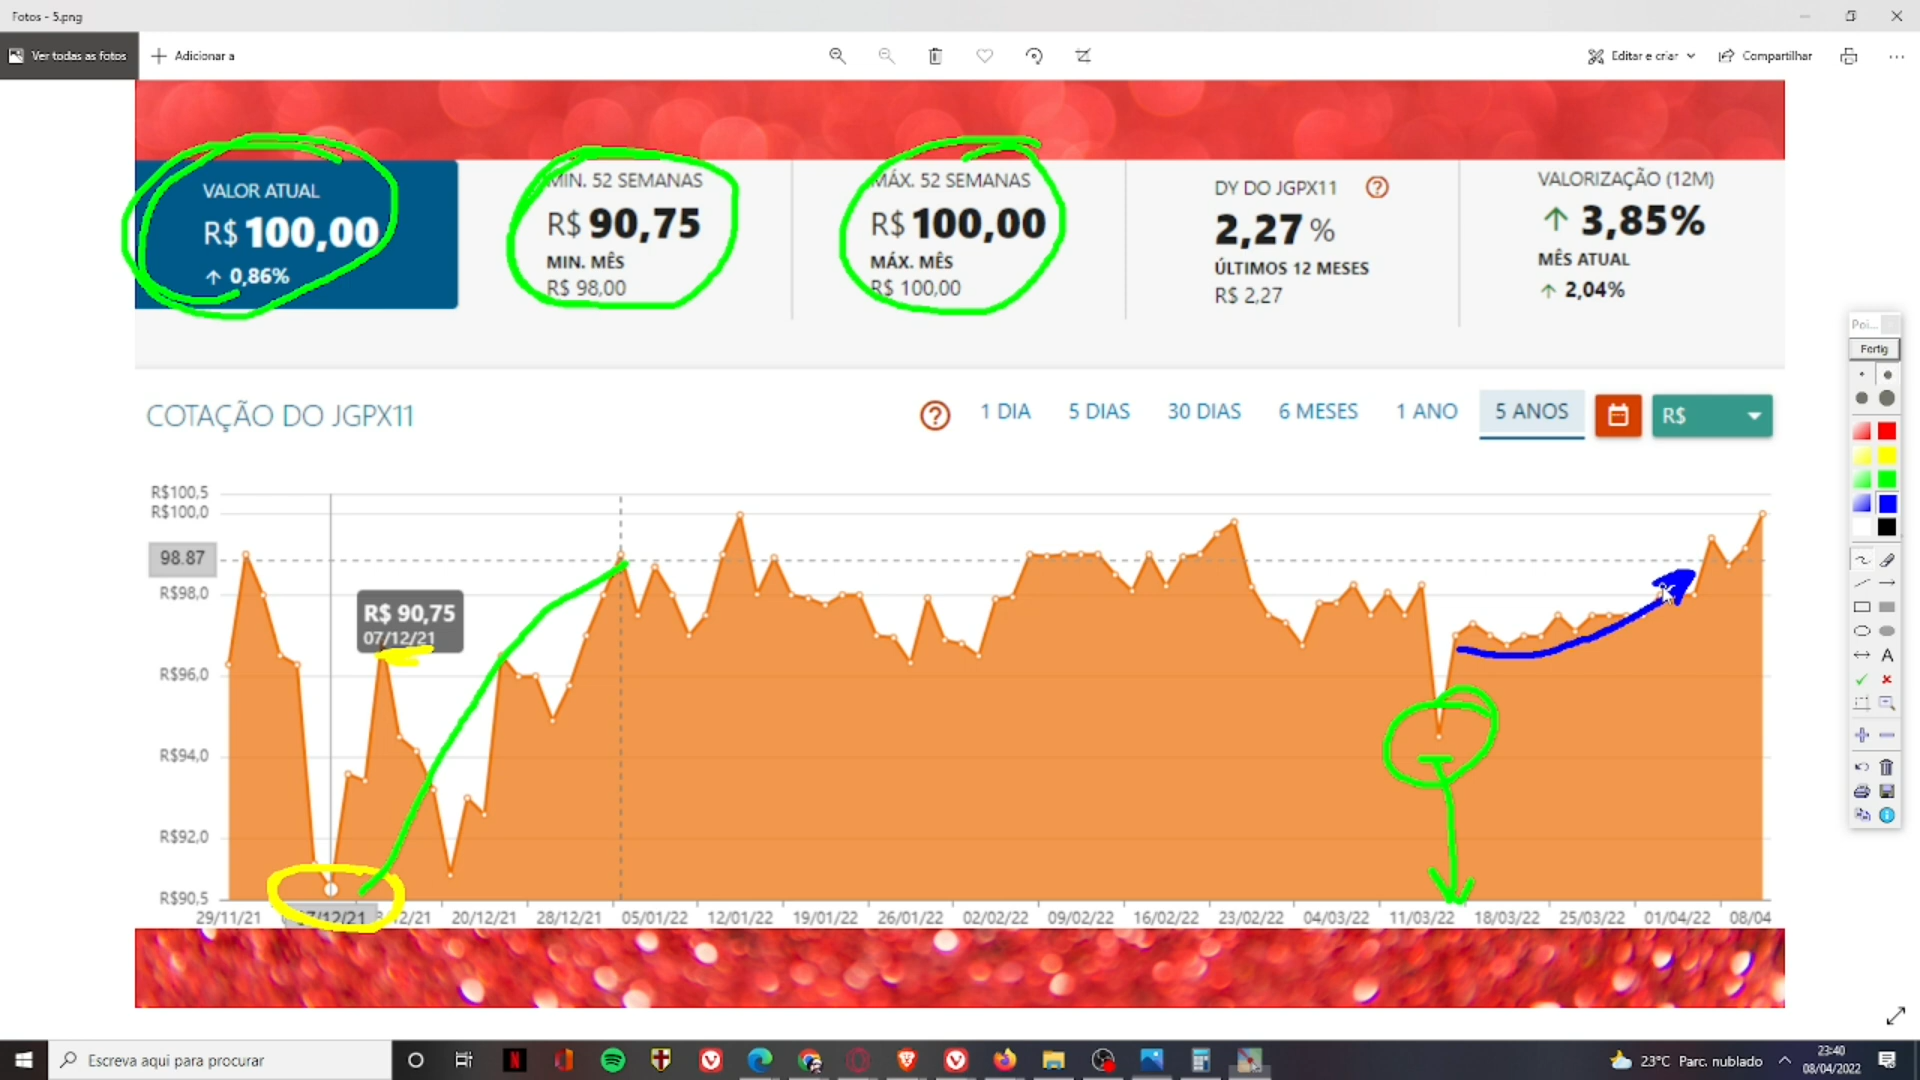 Fotos - 5.png
Ver todas as fotos
Adicionar a
Editar e criar
Compartilhar
VALOR ATUAL
R$ 100,00
↑ 0,86%
MIN. 52 SEMANAS
R$ 90,75
MIN. MÊS
R$ 98,00
MÁX. 52 SEMANAS
R$ 100,00
MÁX. MÊS
R$ 100,00
DY DO JGPX11 ?
2,27 %
ÚLTIMOS 12 MESES
R$ 2,27
VALORIZAÇÃO (12M)
↑ 3,85%
MÊS ATUAL
↑ 2,04%
Poi...
Fertig
COTAÇÃO DO JGPX11
? 1 DIA 5 DIAS 30 DIAS 6 MESES 1 ANO 5 ANOS R$
R$100,5
R$100,0
98.87
R$98,0
R$96,0
R$94,0
R$92,0
R$90,5
R$ 90,75
07/12/21
29/11/21 07/12/21 20/12/21 28/12/21 05/01/22 12/01/22 19/01/22 26/01/22 02/02/22 09/02/22 16/02/22 23/02/22 04/03/22 11/03/22 18/03/22 25/03/22 01/04/22 08/04
A
Escreva aqui para procurar
23°C Parc. nublado
23:40
08/04/2022